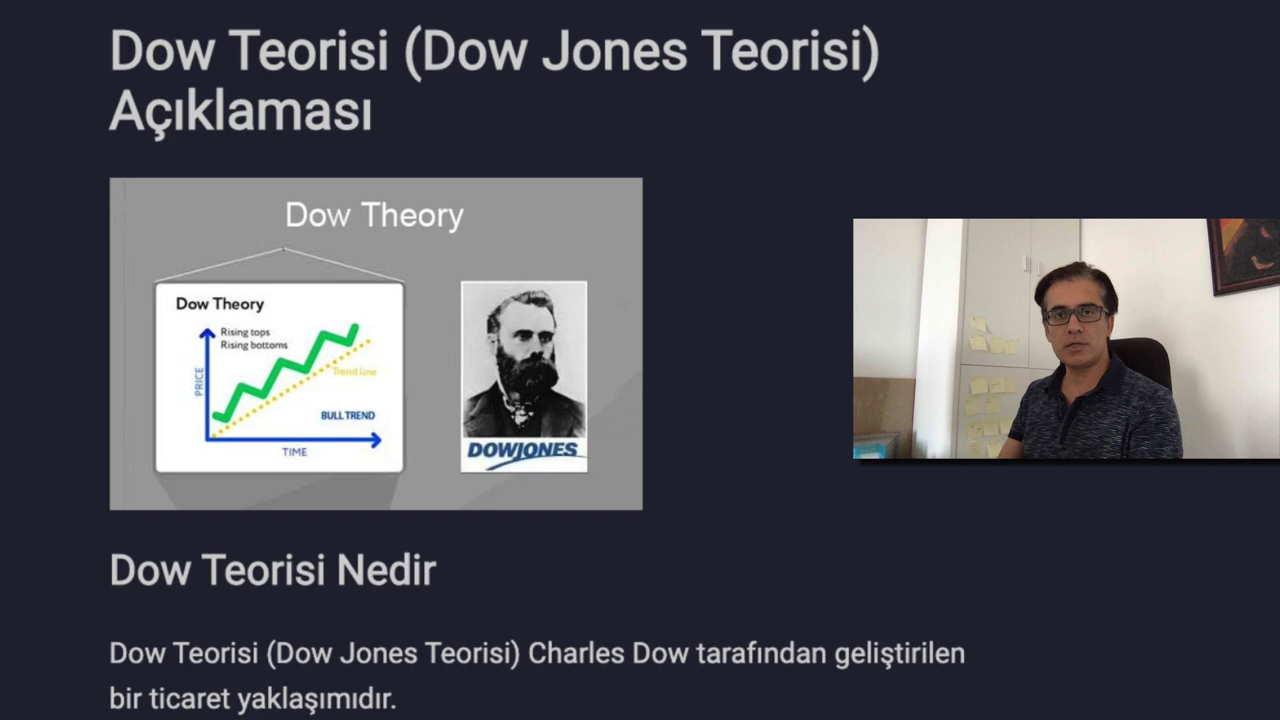 Dow Teorisi (Dow Jones Teorisi)
Açıklaması
Dow Theory
Dow Theory
Rising tops
Rising bottoms
PRICE
Trend line
BULL TREND
TIME
DOWJONES
Dow Teorisi Nedir
Dow Teorisi (Dow Jones Teorisi) Charles Dow tarafından geliştirilen
bir ticaret yaklaşımıdır.